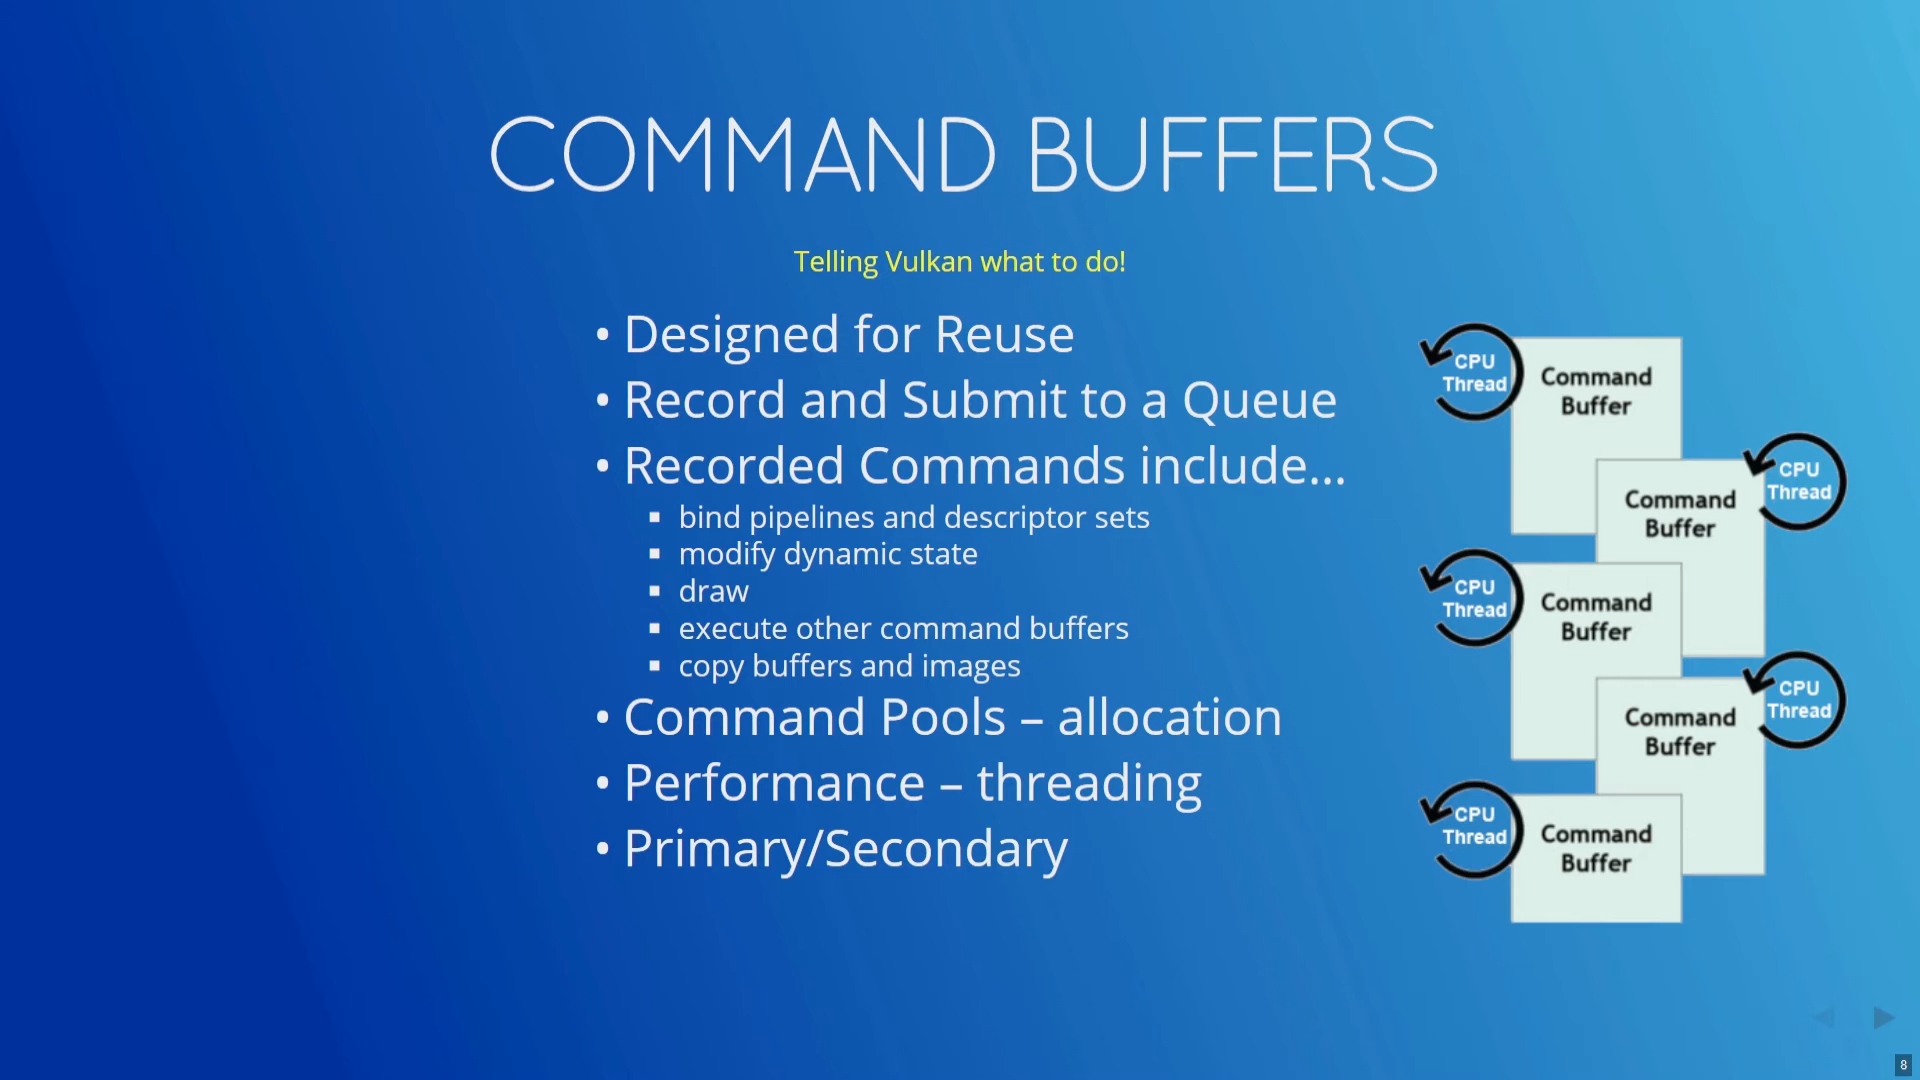 COMMAND BUFFERS
Telling Vulkan what to do!
• Designed for Reuse
• Record and Submit to a Queue
• Recorded Commands include...
▪ bind pipelines and descriptor sets
▪ modify dynamic state
▪ draw
▪ execute other command buffers
▪ copy buffers and images
• Command Pools – allocation
• Performance – threading
• Primary/Secondary
CPU
Thread
Command
Buffer
CPU
Thread
Command
Buffer
CPU
Thread
Command
Buffer
CPU
Thread
Command
Buffer
CPU
Thread
Command
Buffer
8